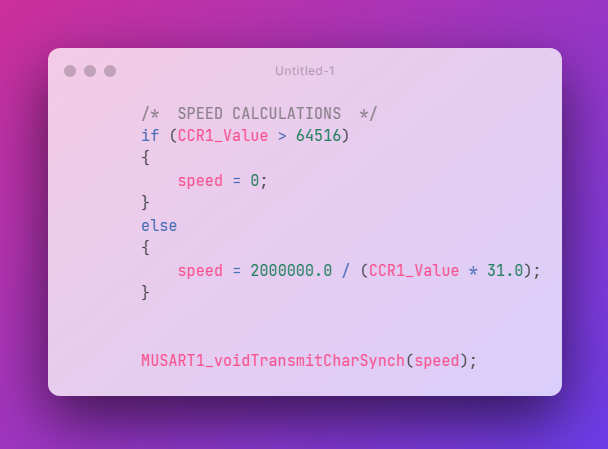 Untitled-1
/*  SPEED CALCULATIONS  */
if (CCR1_Value > 64516)
{
    speed = 0;
}
else
{
    speed = 2000000.0 / (CCR1_Value * 31.0);
}
MUSART1_voidTransmitCharSynch(speed);